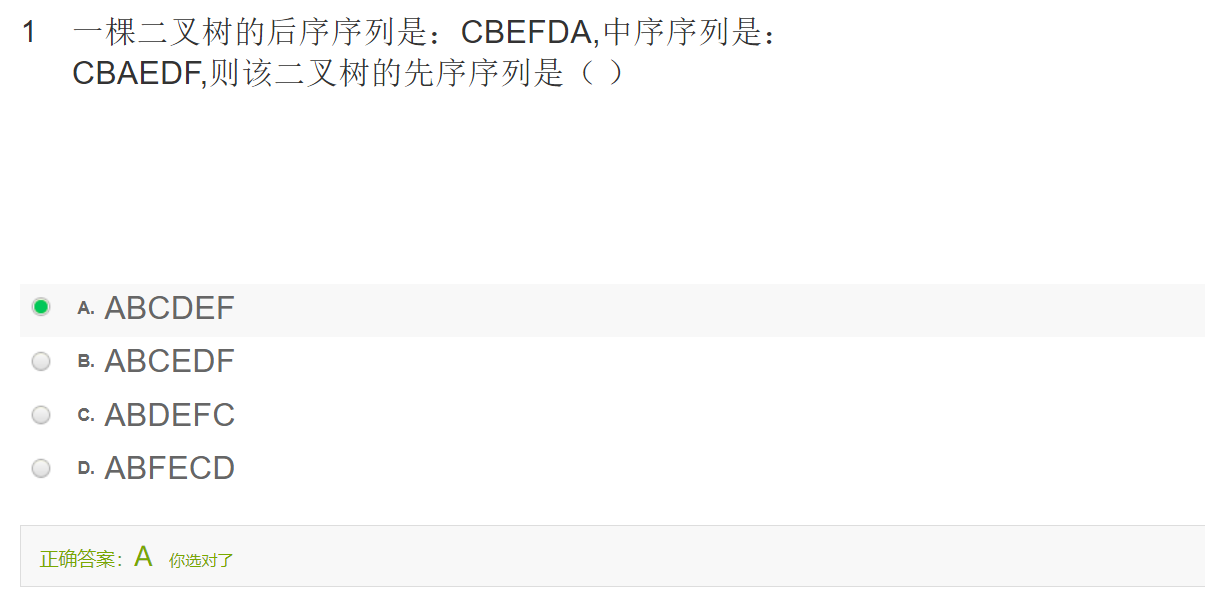 1 一棵二叉树的后序序列是：CBEFDA,中序序列是：
CBAEDF,则该二叉树的先序序列是（ ）
A. ABCDEF
B. ABCEDF
C. ABDEFC
D. ABFECD
正确答案：A 你选对了